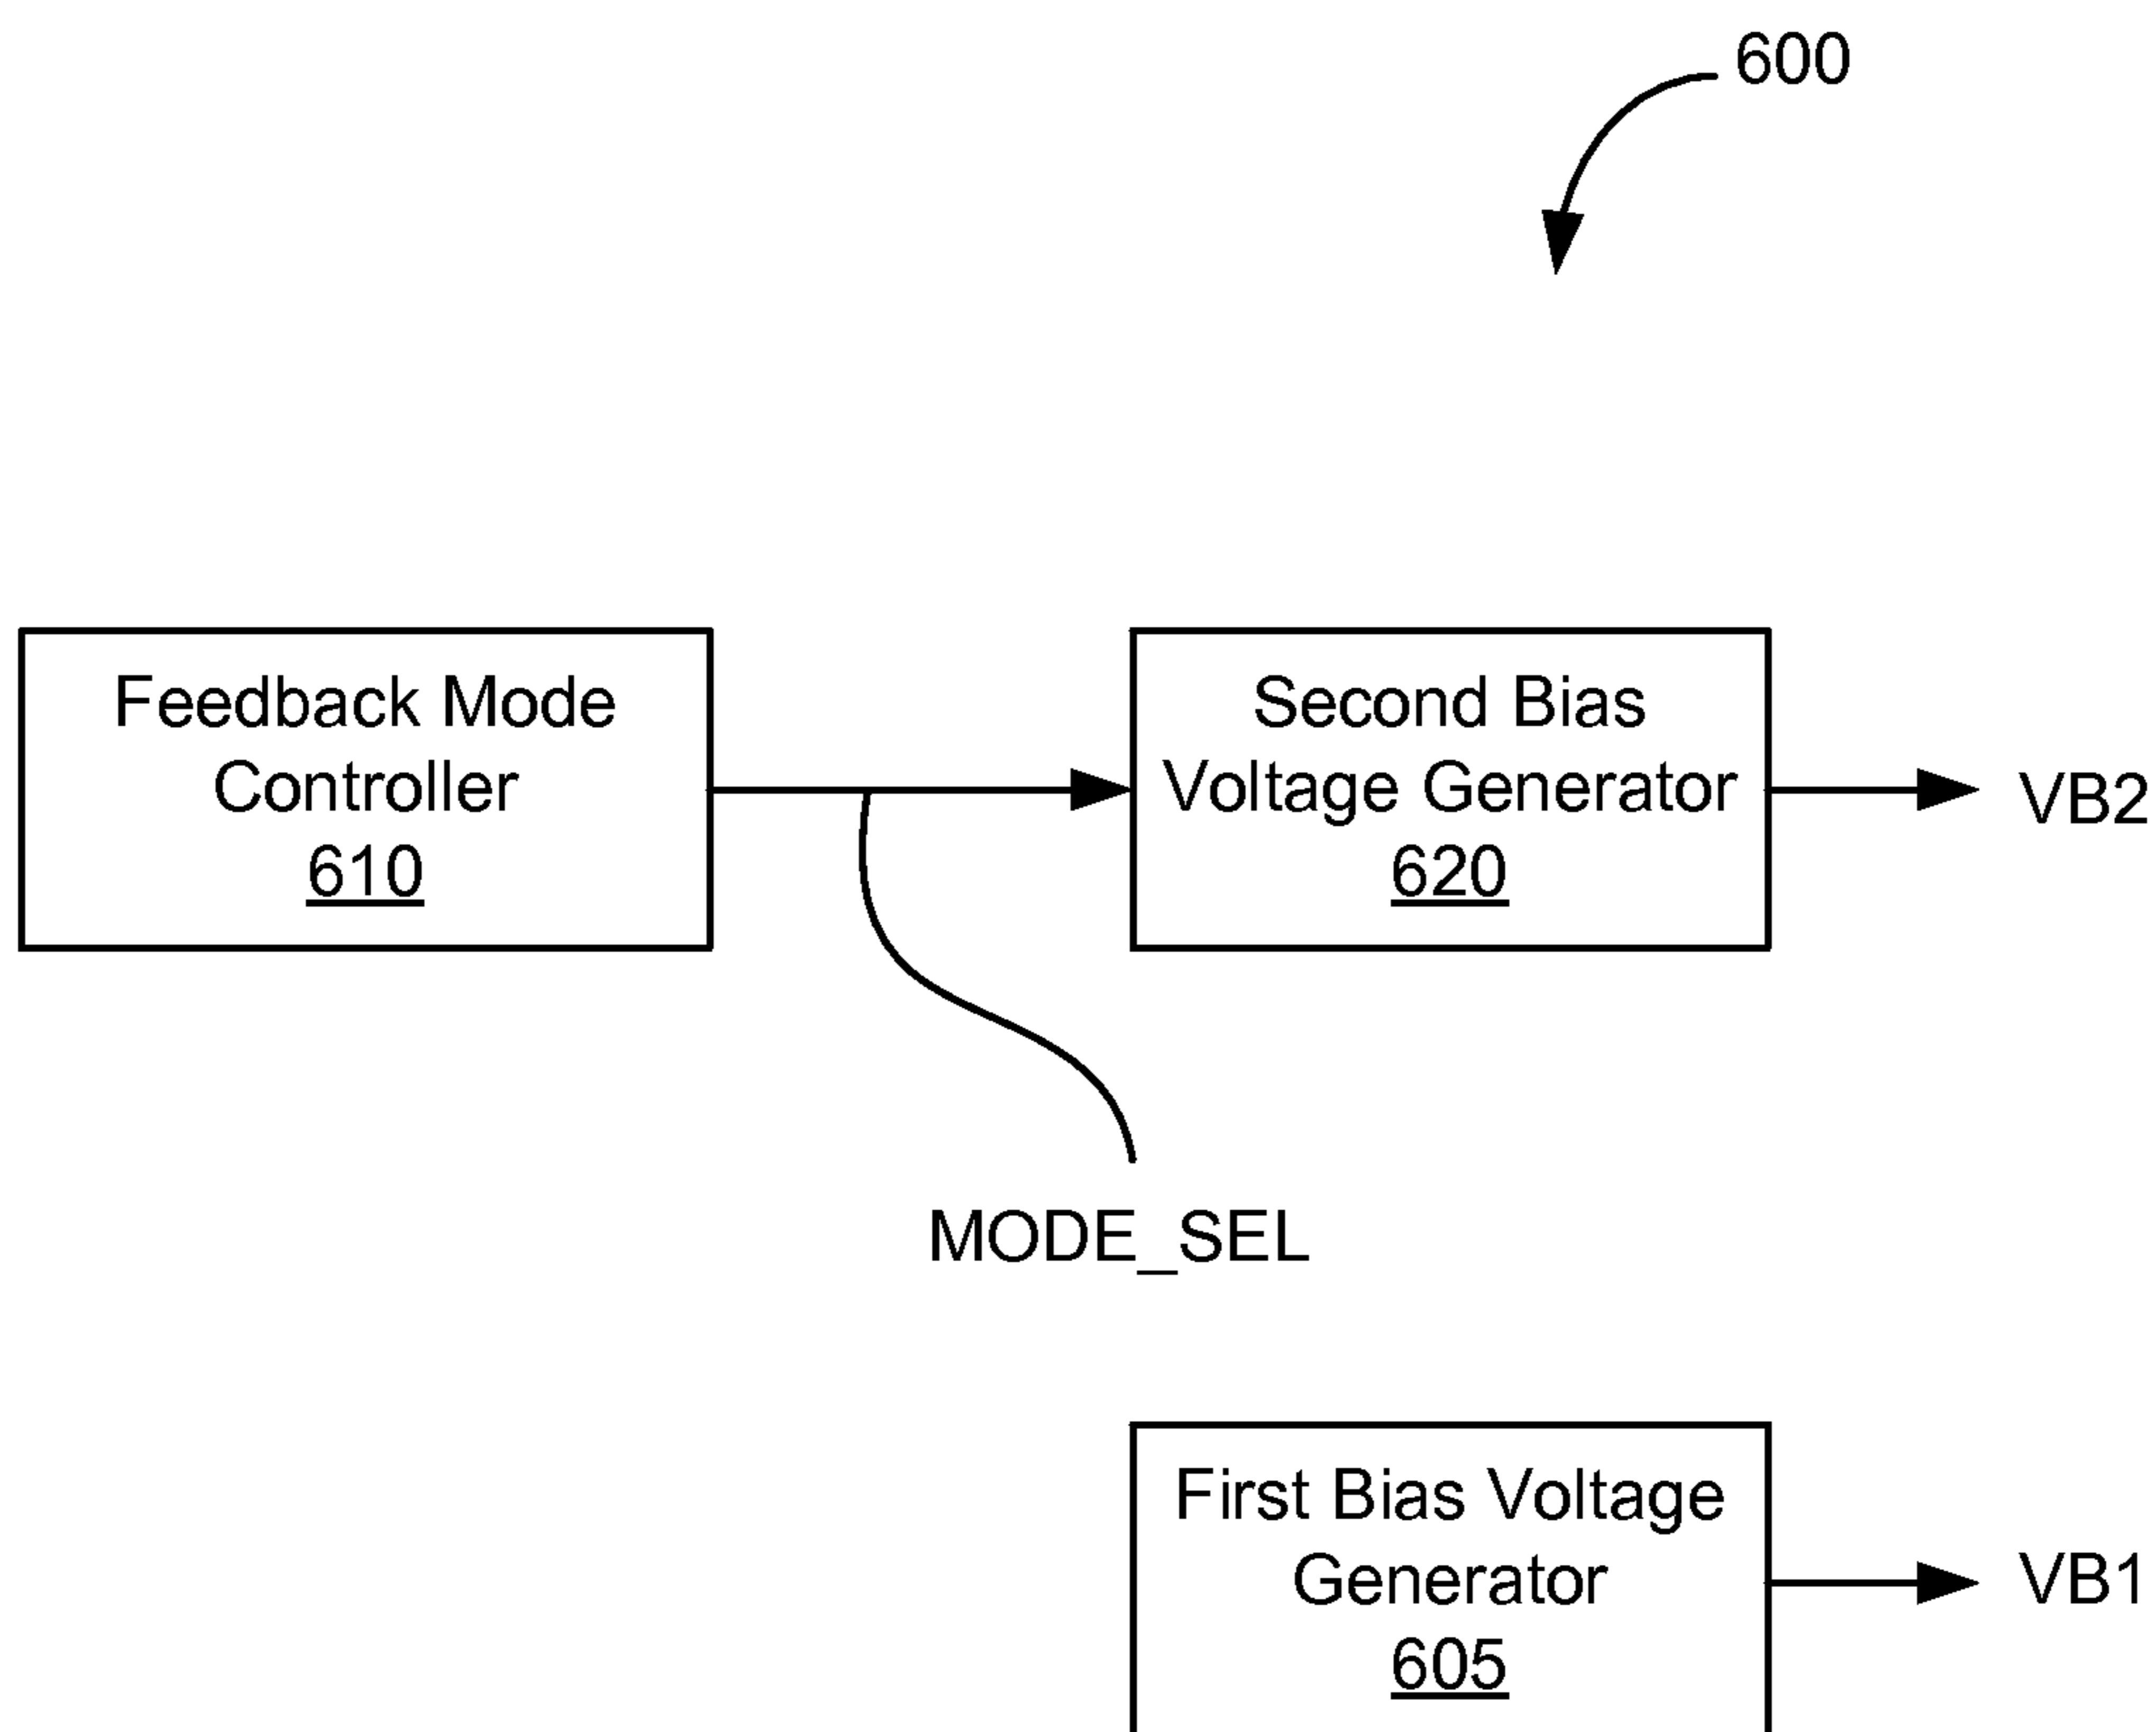 600
Feedback Mode
Controller
610
Second Bias
Voltage Generator
620
VB2
MODE_SEL
First Bias Voltage
Generator
605
VB1